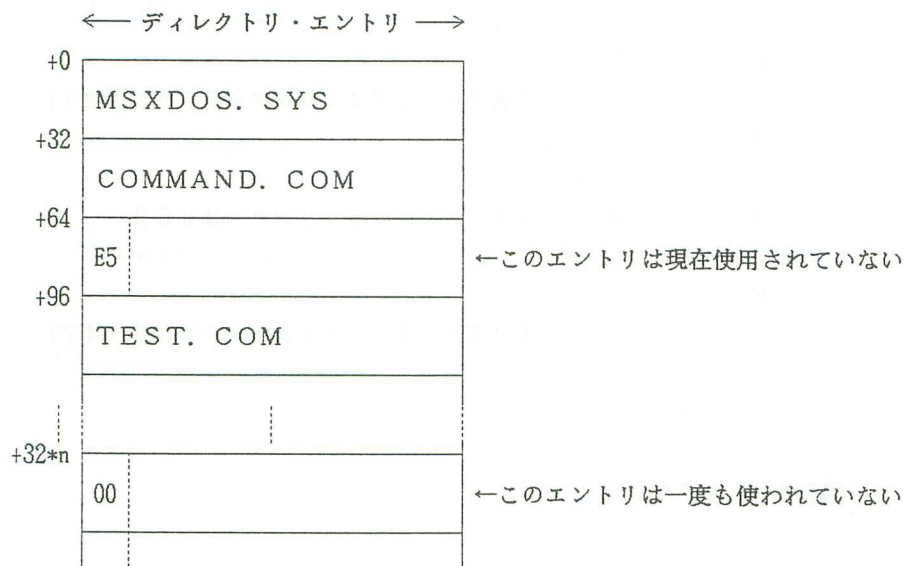 ←── ディレクトリ・エントリ ──→
+0
MSXDOS. SYS
+32
COMMAND. COM
+64
E5
←このエントリは現在使用されていない
+96
TEST. COM
+32*n
00
←このエントリは一度も使われていない